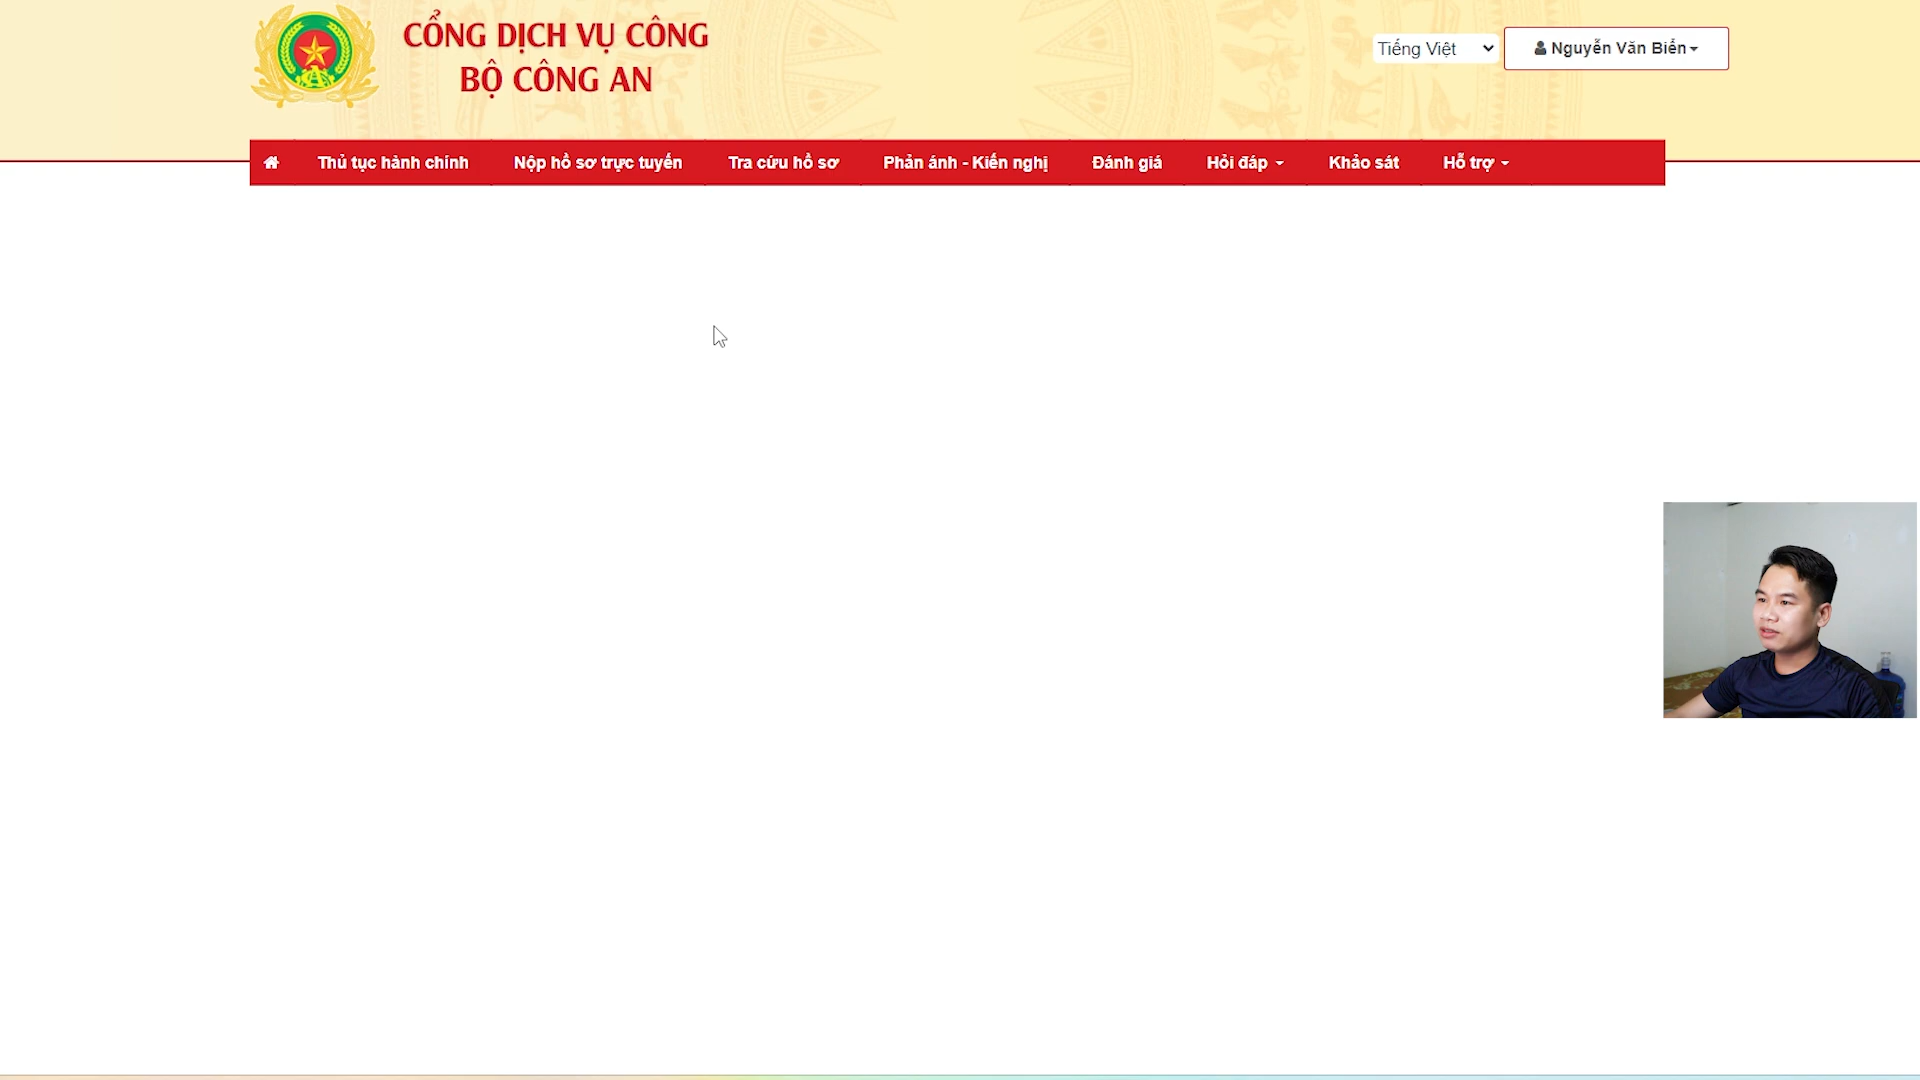 CỔNG DỊCH VỤ CÔNG
BỘ CÔNG AN
Tiếng Việt
Nguyễn Văn Biển
Thủ tục hành chính
Nộp hồ sơ trực tuyến
Tra cứu hồ sơ
Phản ánh - Kiến nghị
Đánh giá
Hỏi đáp
Khảo sát
Hỗ trợ